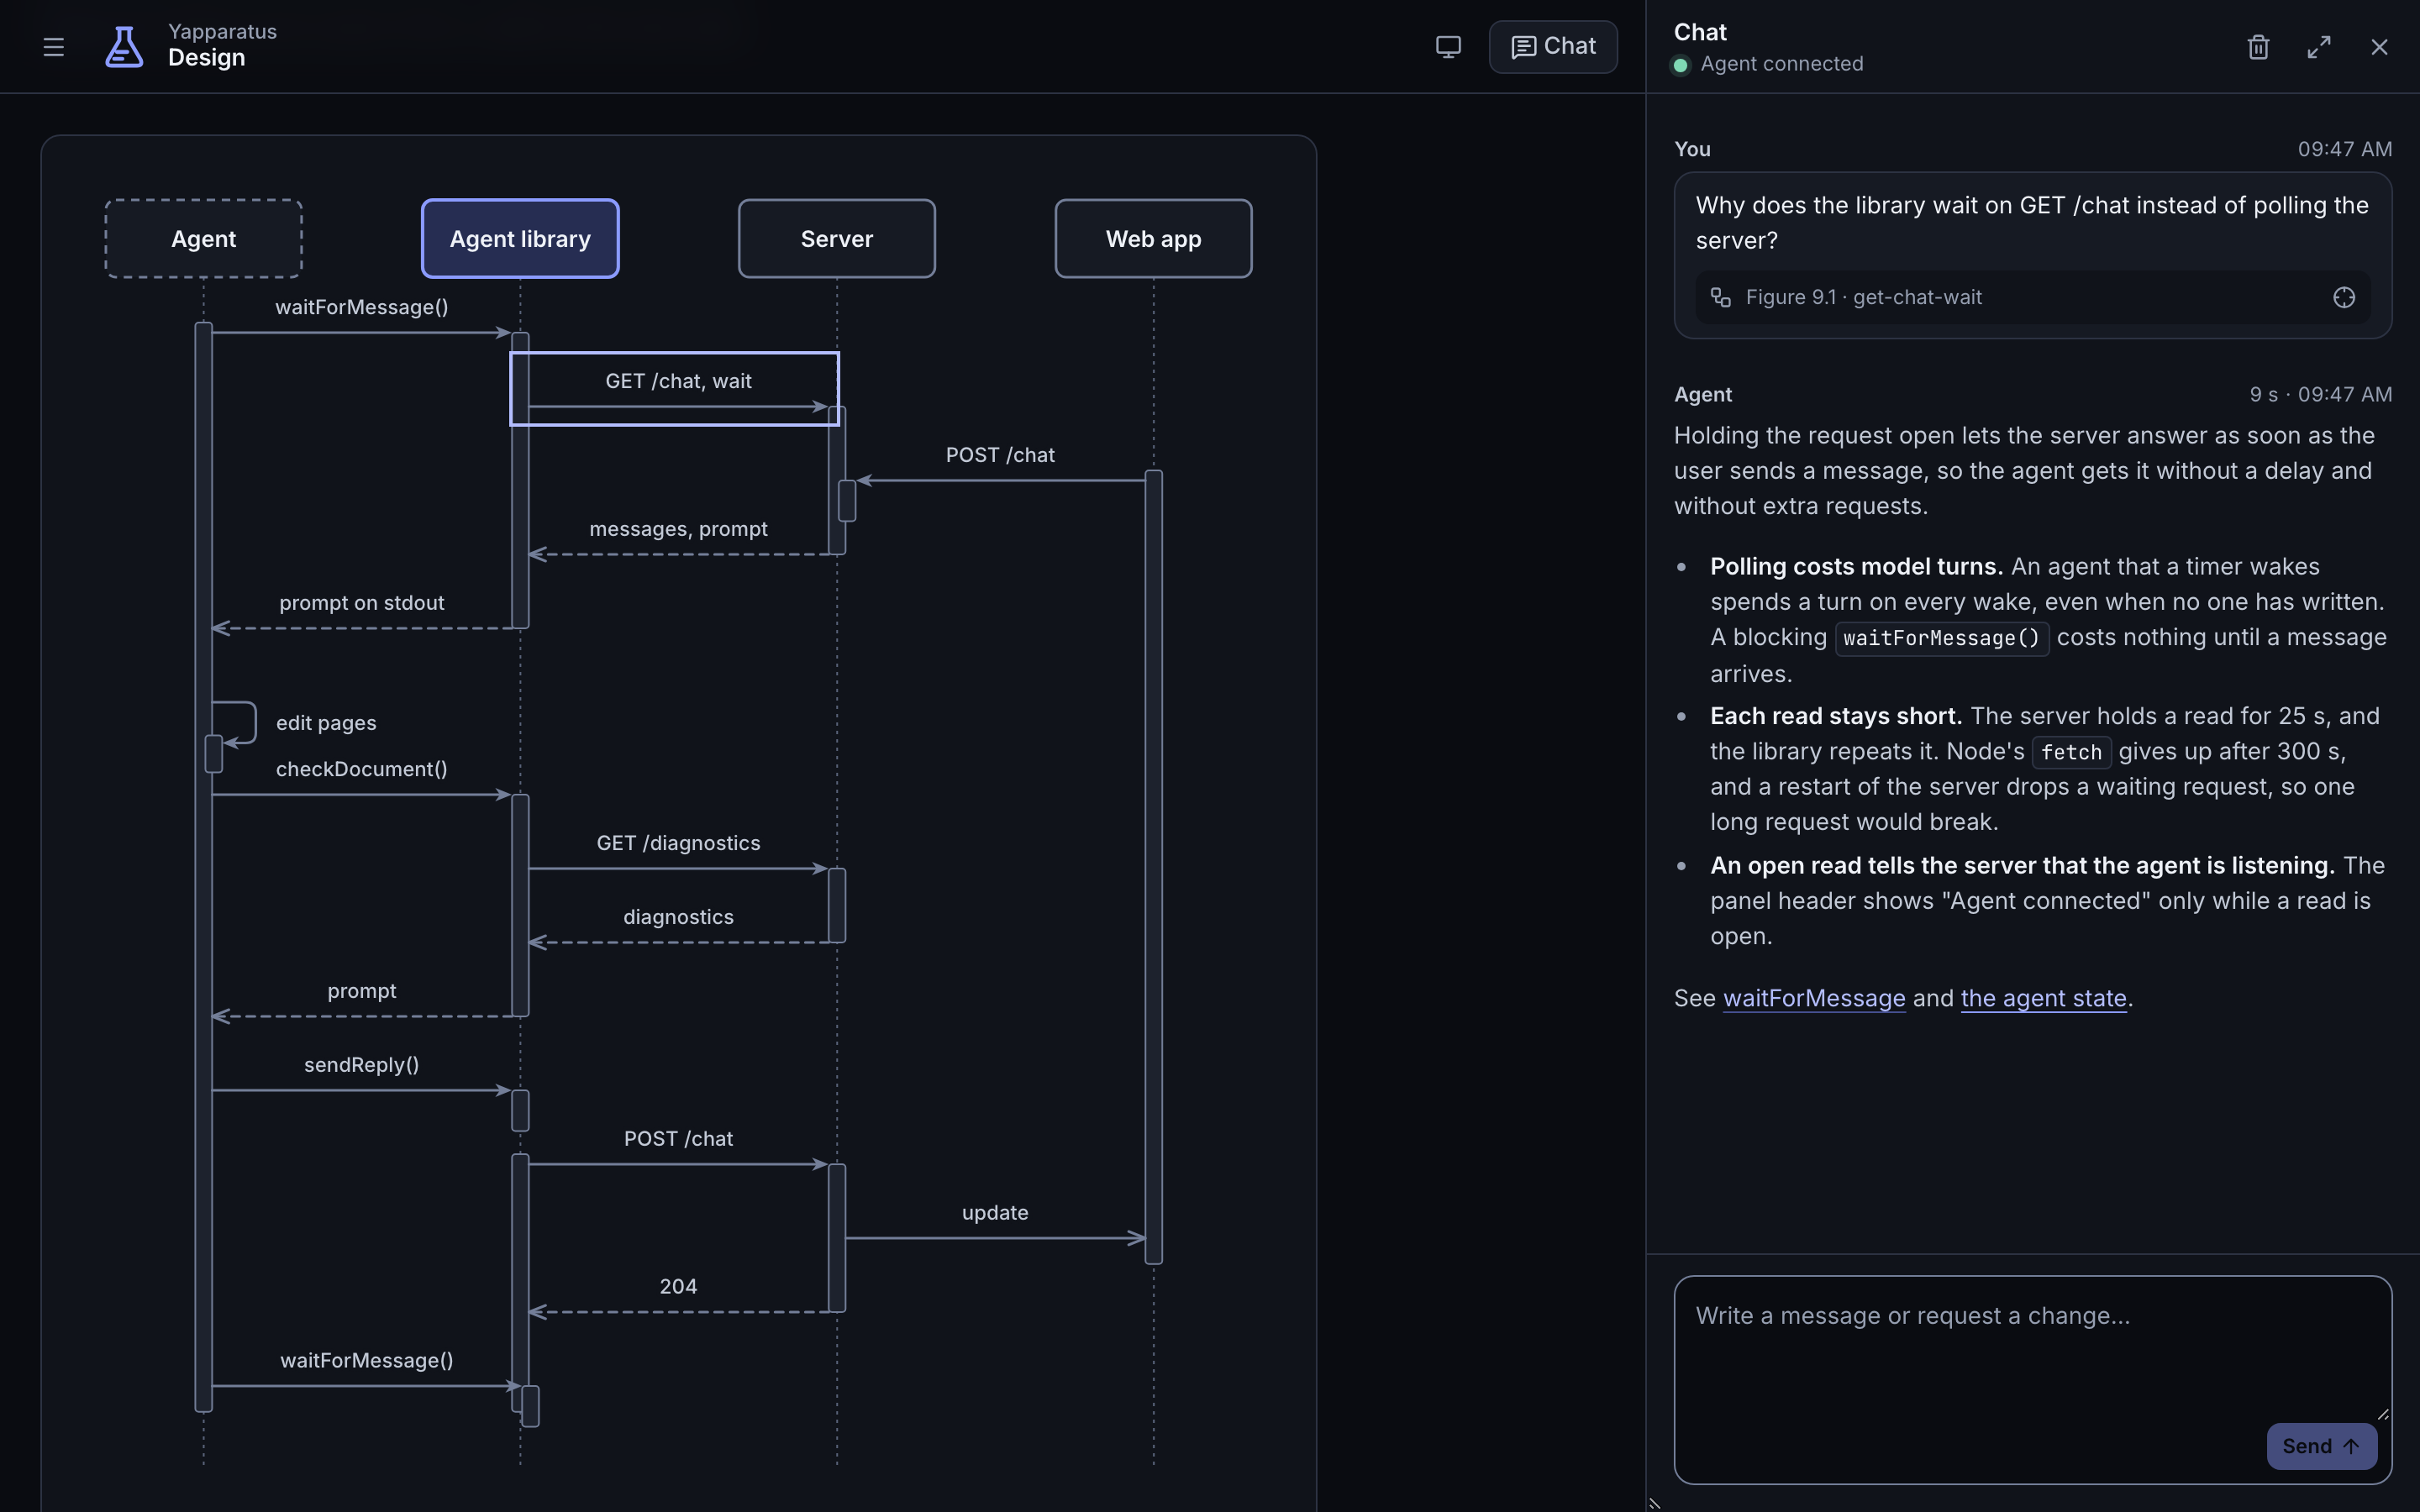 Yapparatus
Design
Chat
Agent
Agent library
Server
Web app
waitForMessage()
GET /chat, wait
POST /chat
messages, prompt
prompt on stdout
edit pages
checkDocument()
GET /diagnostics
diagnostics
prompt
sendReply()
POST /chat
update
204
waitForMessage()
Chat
Agent connected
You 09:47 AM
Why does the library wait on GET /chat instead of polling the
server?
Figure 9.1 · get-chat-wait
Agent 9 s · 09:47 AM
Holding the request open lets the server answer as soon as the
user sends a message, so the agent gets it without a delay and
without extra requests.
• Polling costs model turns. An agent that a timer wakes
spends a turn on every wake, even when no one has written.
A blocking waitForMessage() costs nothing until a message
arrives.
• Each read stays short. The server holds a read for 25 s, and
the library repeats it. Node's fetch gives up after 300 s,
and a restart of the server drops a waiting request, so one
long request would break.
• An open read tells the server that the agent is listening. The
panel header shows "Agent connected" only while a read is
open.
See waitForMessage and the agent state.
Write a message or request a change...
Send